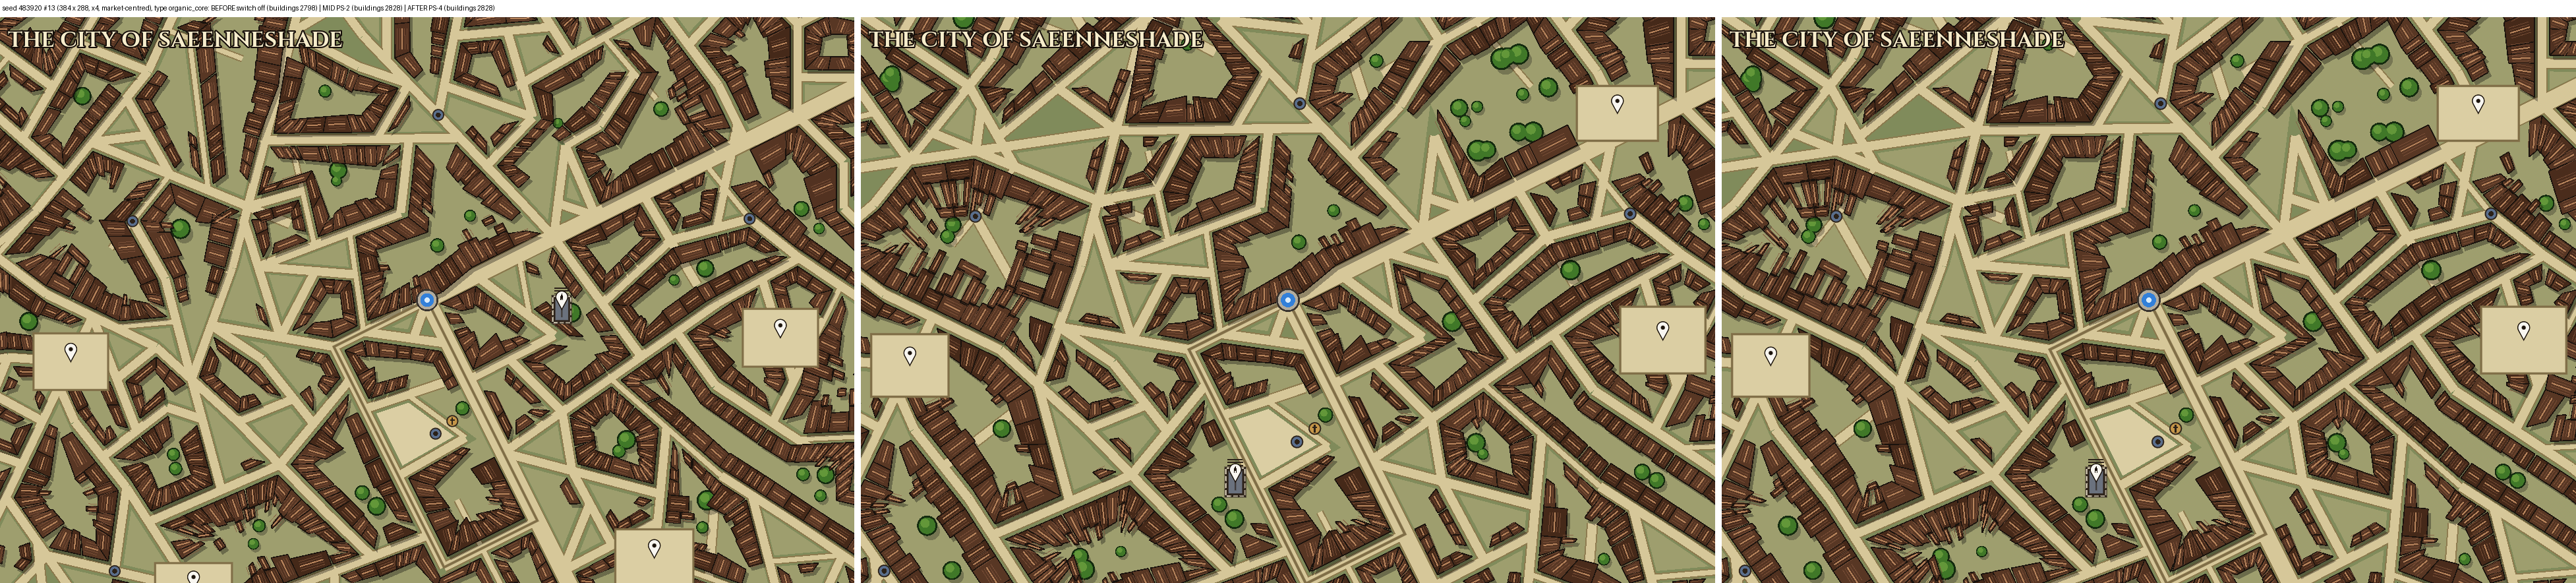 seed 483920 #13 (384 x 288, x4, market-centred), type organic_core: BEFORE switch off (buildings 2798) | MID PS-2 (buildings 2828) | AFTER PS-4 (buildings 2828)
THE CITY OF SAEENNESHADE
THE CITY OF SAEENNESHADE
THE CITY OF SAEENNESHADE